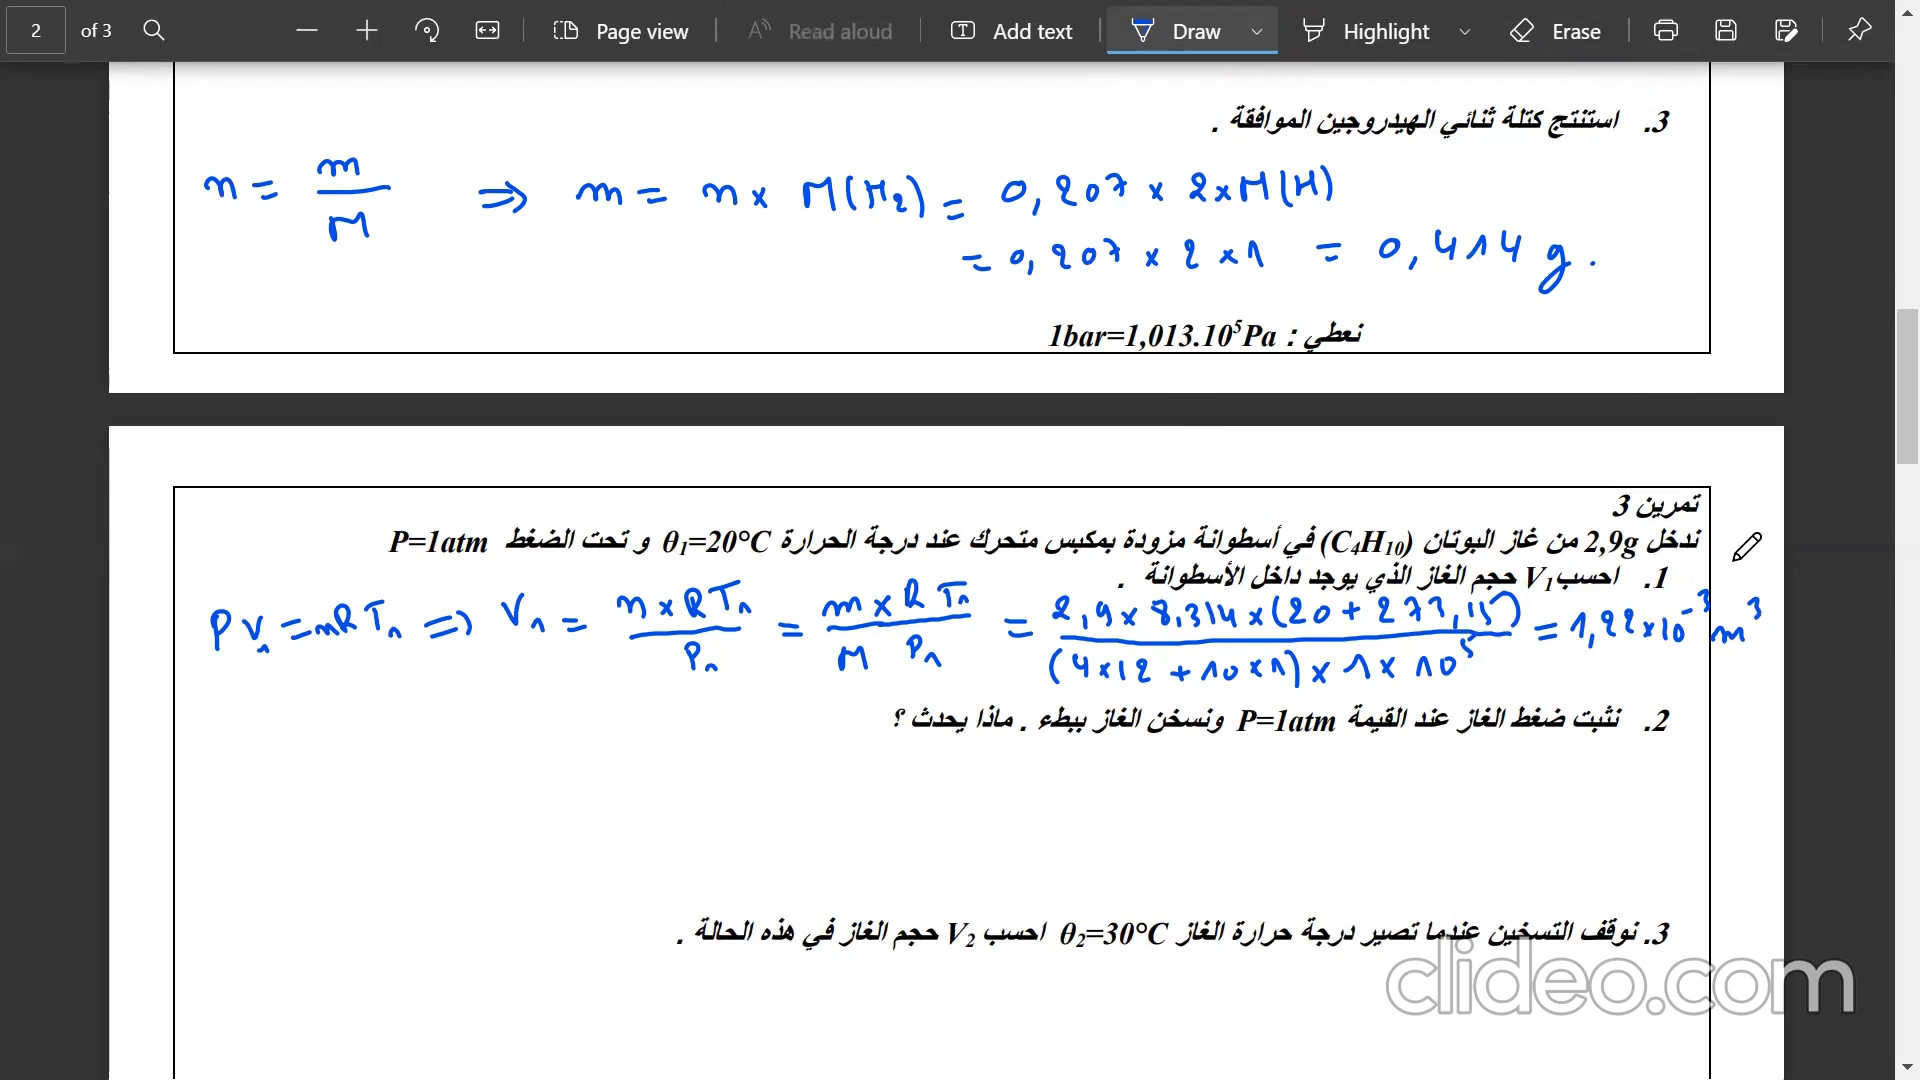 2 of 3 Page view Read aloud Add text Draw Highlight Erase
3. استنتج كتلة ثنائي الهيدروجين الموافقة .
n = m/M ⇒ m = n × M(H₂) = 0,207 × 2×M(H)
= 0,207 × 2 × 1 = 0,414 g.
نعطي : 1bar=1,013.10⁵Pa
تمرين 3
ندخل 2,9g من غاز البوتان (C₄H₁₀) في أسطوانة مزودة بمكبس متحرك عند درجة الحرارة θ₁=20°C و تحت الضغط P=1atm
1. احسب V₁ حجم الغاز الذي يوجد داخل الأسطوانة .
PV₁ = nRT₁ ⇒ V₁ = n×RT₁/P₁ = m×RT₁/M P₁ = 2,9×8,314×(20+273,15)/(4×12+10×1)×1×10⁵ = 1,22×10⁻³ m³
2. نثبت ضغط الغاز عند القيمة P=1atm ونسخن الغاز ببطء . ماذا يحدث ؟
3. نوقف التسخين عندما تصير درجة حرارة الغاز θ₂=30°C احسب V₂ حجم الغاز في هذه الحالة .
clideo.com